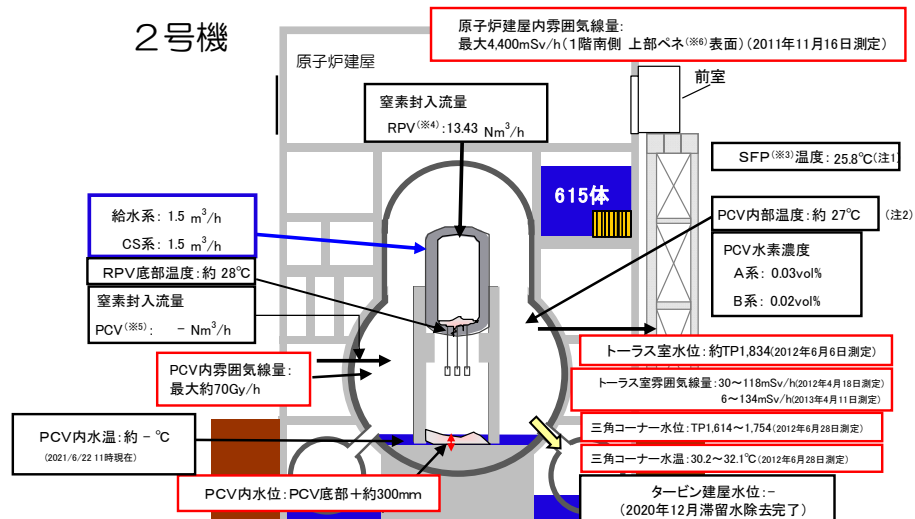 2号機
原子炉建屋内雰囲気線量：
最大4,400mSv/h（1階南側 上部ペネ(※6)表面）（2011年11月16日測定）
原子炉建屋
前室
窒素封入流量
RPV(※4)：13.43 Nm³/h
SFP(※3)温度：25.8℃(注1)
615体
給水系：1.5 m³/h
CS系：1.5 m³/h
PCV内部温度：約 27℃
(注2)
PCV水素濃度
A系：0.03vol%
B系：0.02vol%
RPV底部温度：約 28℃
窒素封入流量
PCV(※5)： － Nm³/h
トーラス室水位：約TP1,834(2012年6月6日測定)
PCV内雰囲気線量：
最大約70Gy/h
トーラス室雰囲気線量：30～118mSv/h(2012年4月18日測定)
6～134mSv/h(2013年4月11日測定)
三角コーナー水位：TP1,614～1,754(2012年6月28日測定)
PCV内水温：約 － ℃
(2021/6/22 11時現在)
三角コーナー水温：30.2～32.1℃(2012年6月28日測定)
PCV内水位：PCV底部＋約300mm
タービン建屋水位：－
（2020年12月滞留水除去完了）